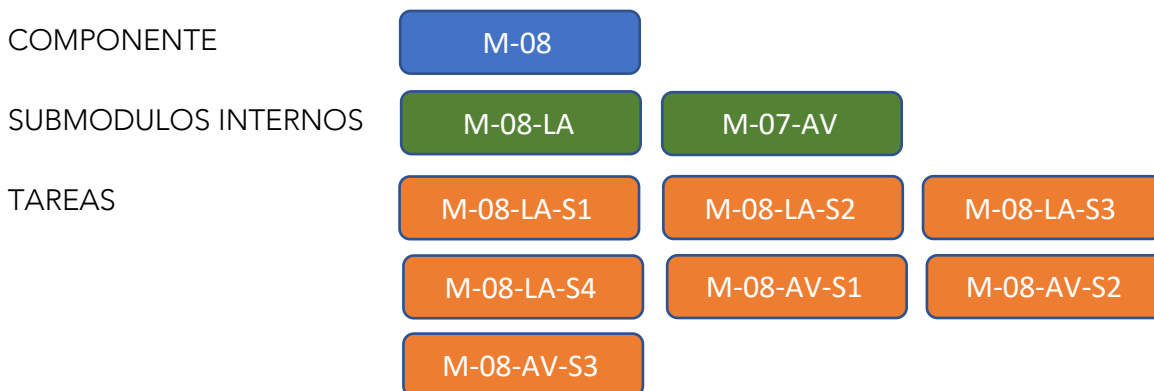 COMPONENTE M-08
SUBMODULOS INTERNOS M-08-LA M-07-AV
TAREAS M-08-LA-S1 M-08-LA-S2 M-08-LA-S3
M-08-LA-S4 M-08-AV-S1 M-08-AV-S2
M-08-AV-S3